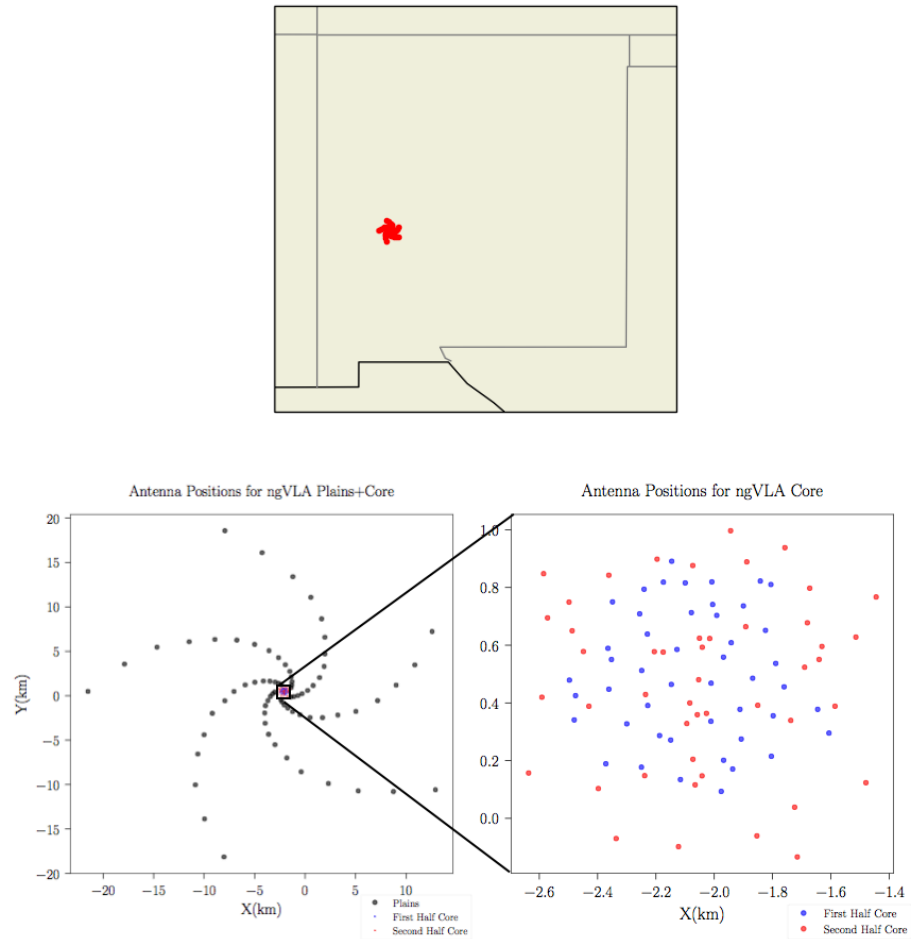 Antenna Positions for ngVLA Plains+Core
Antenna Positions for ngVLA Core
20
15
10
5
0
−5
−10
−15
−20
Y(km)
−20
−15
−10
−5
0
5
10
X(km)
Plains
First Half Core
Second Half Core
1.0
0.8
0.6
0.4
0.2
0.0
−2.6
−2.4
−2.2
−2.0
−1.8
−1.6
−1.4
X(km)
First Half Core
Second Half Core